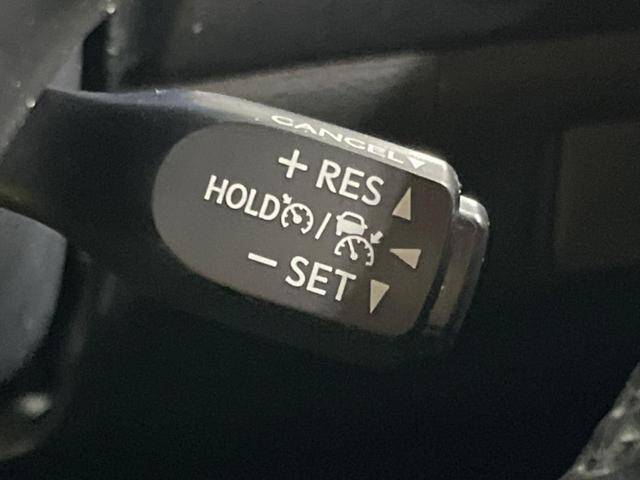 CANCEL▼
+ RES ▲
HOLD / ◀
− SET ▼